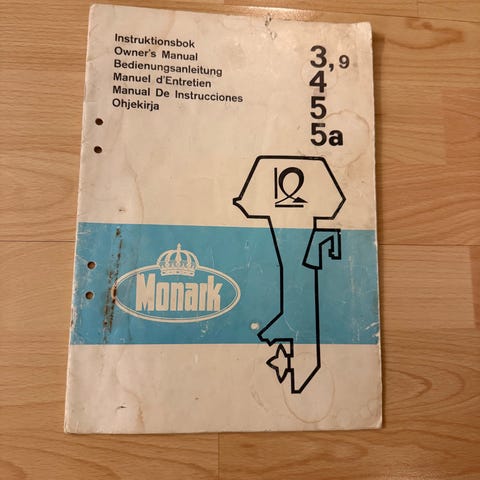 Instruktionsbok
Owner's Manual
Bedienungsanleitung
Manuel d'Entretien
Manual De Instrucciones
Ohjekirja
3,9
4
5
5a
Monark